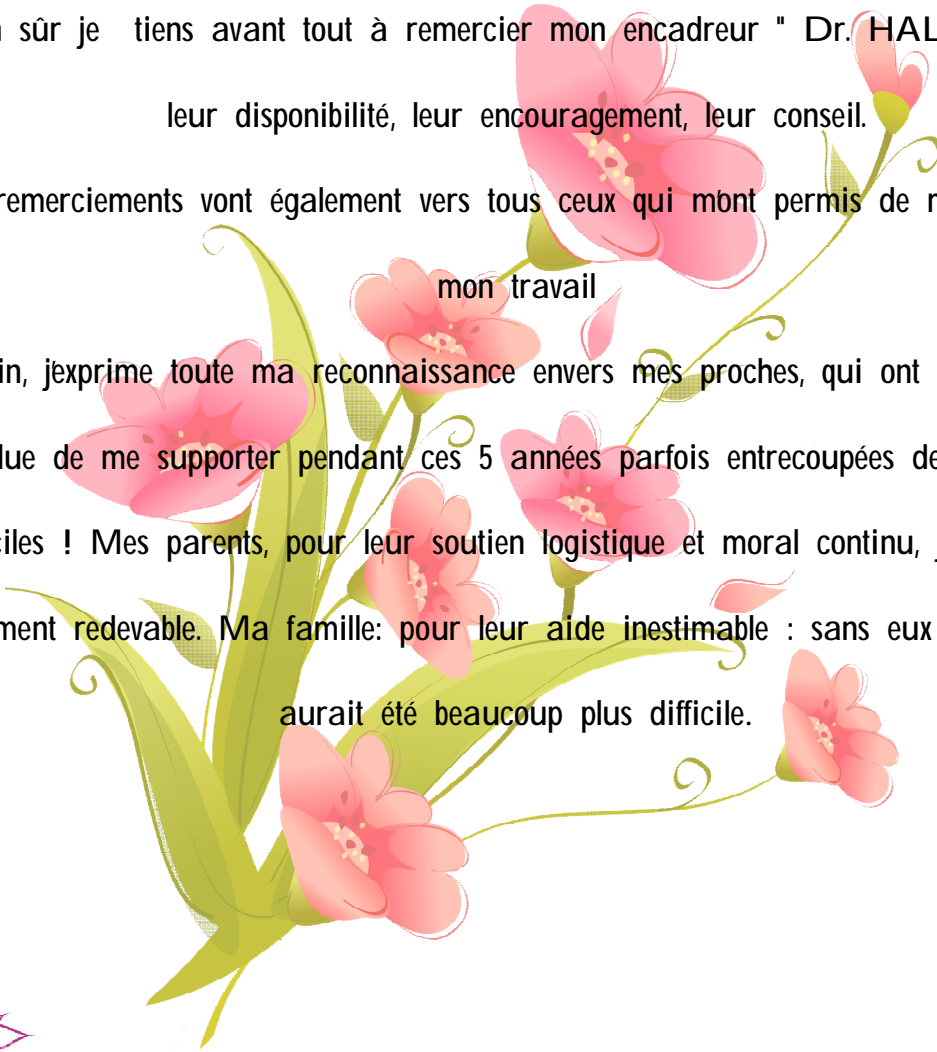 sûr je tiens avant tout à remercier mon encadreur " Dr. HAL
leur disponibilité, leur encouragement, leur conseil.
remerciements vont également vers tous ceux qui m'ont permis de
mon travail
in, j'exprime toute ma reconnaissance envers mes proches, qui ont
lue de me supporter pendant ces 5 années parfois entrecoupées de
ciles ! Mes parents, pour leur soutien logistique et moral continu,
ment redevable. Ma famille: pour leur aide inestimable : sans eux
aurait été beaucoup plus difficile.